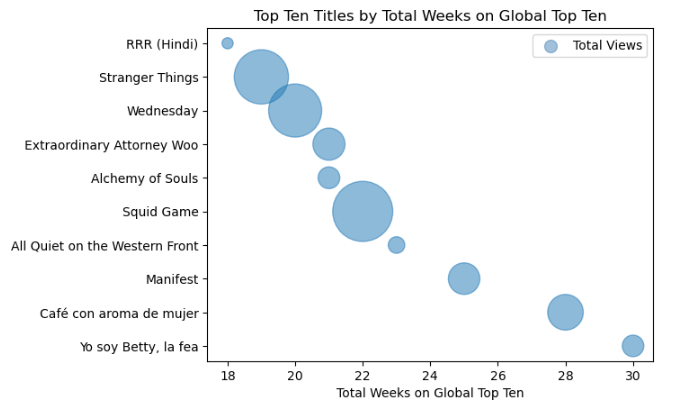 Top Ten Titles by Total Weeks on Global Top Ten
Total Views
RRR (Hindi)
Stranger Things
Wednesday
Extraordinary Attorney Woo
Alchemy of Souls
Squid Game
All Quiet on the Western Front
Manifest
Café con aroma de mujer
Yo soy Betty, la fea
18 20 22 24 26 28 30
Total Weeks on Global Top Ten